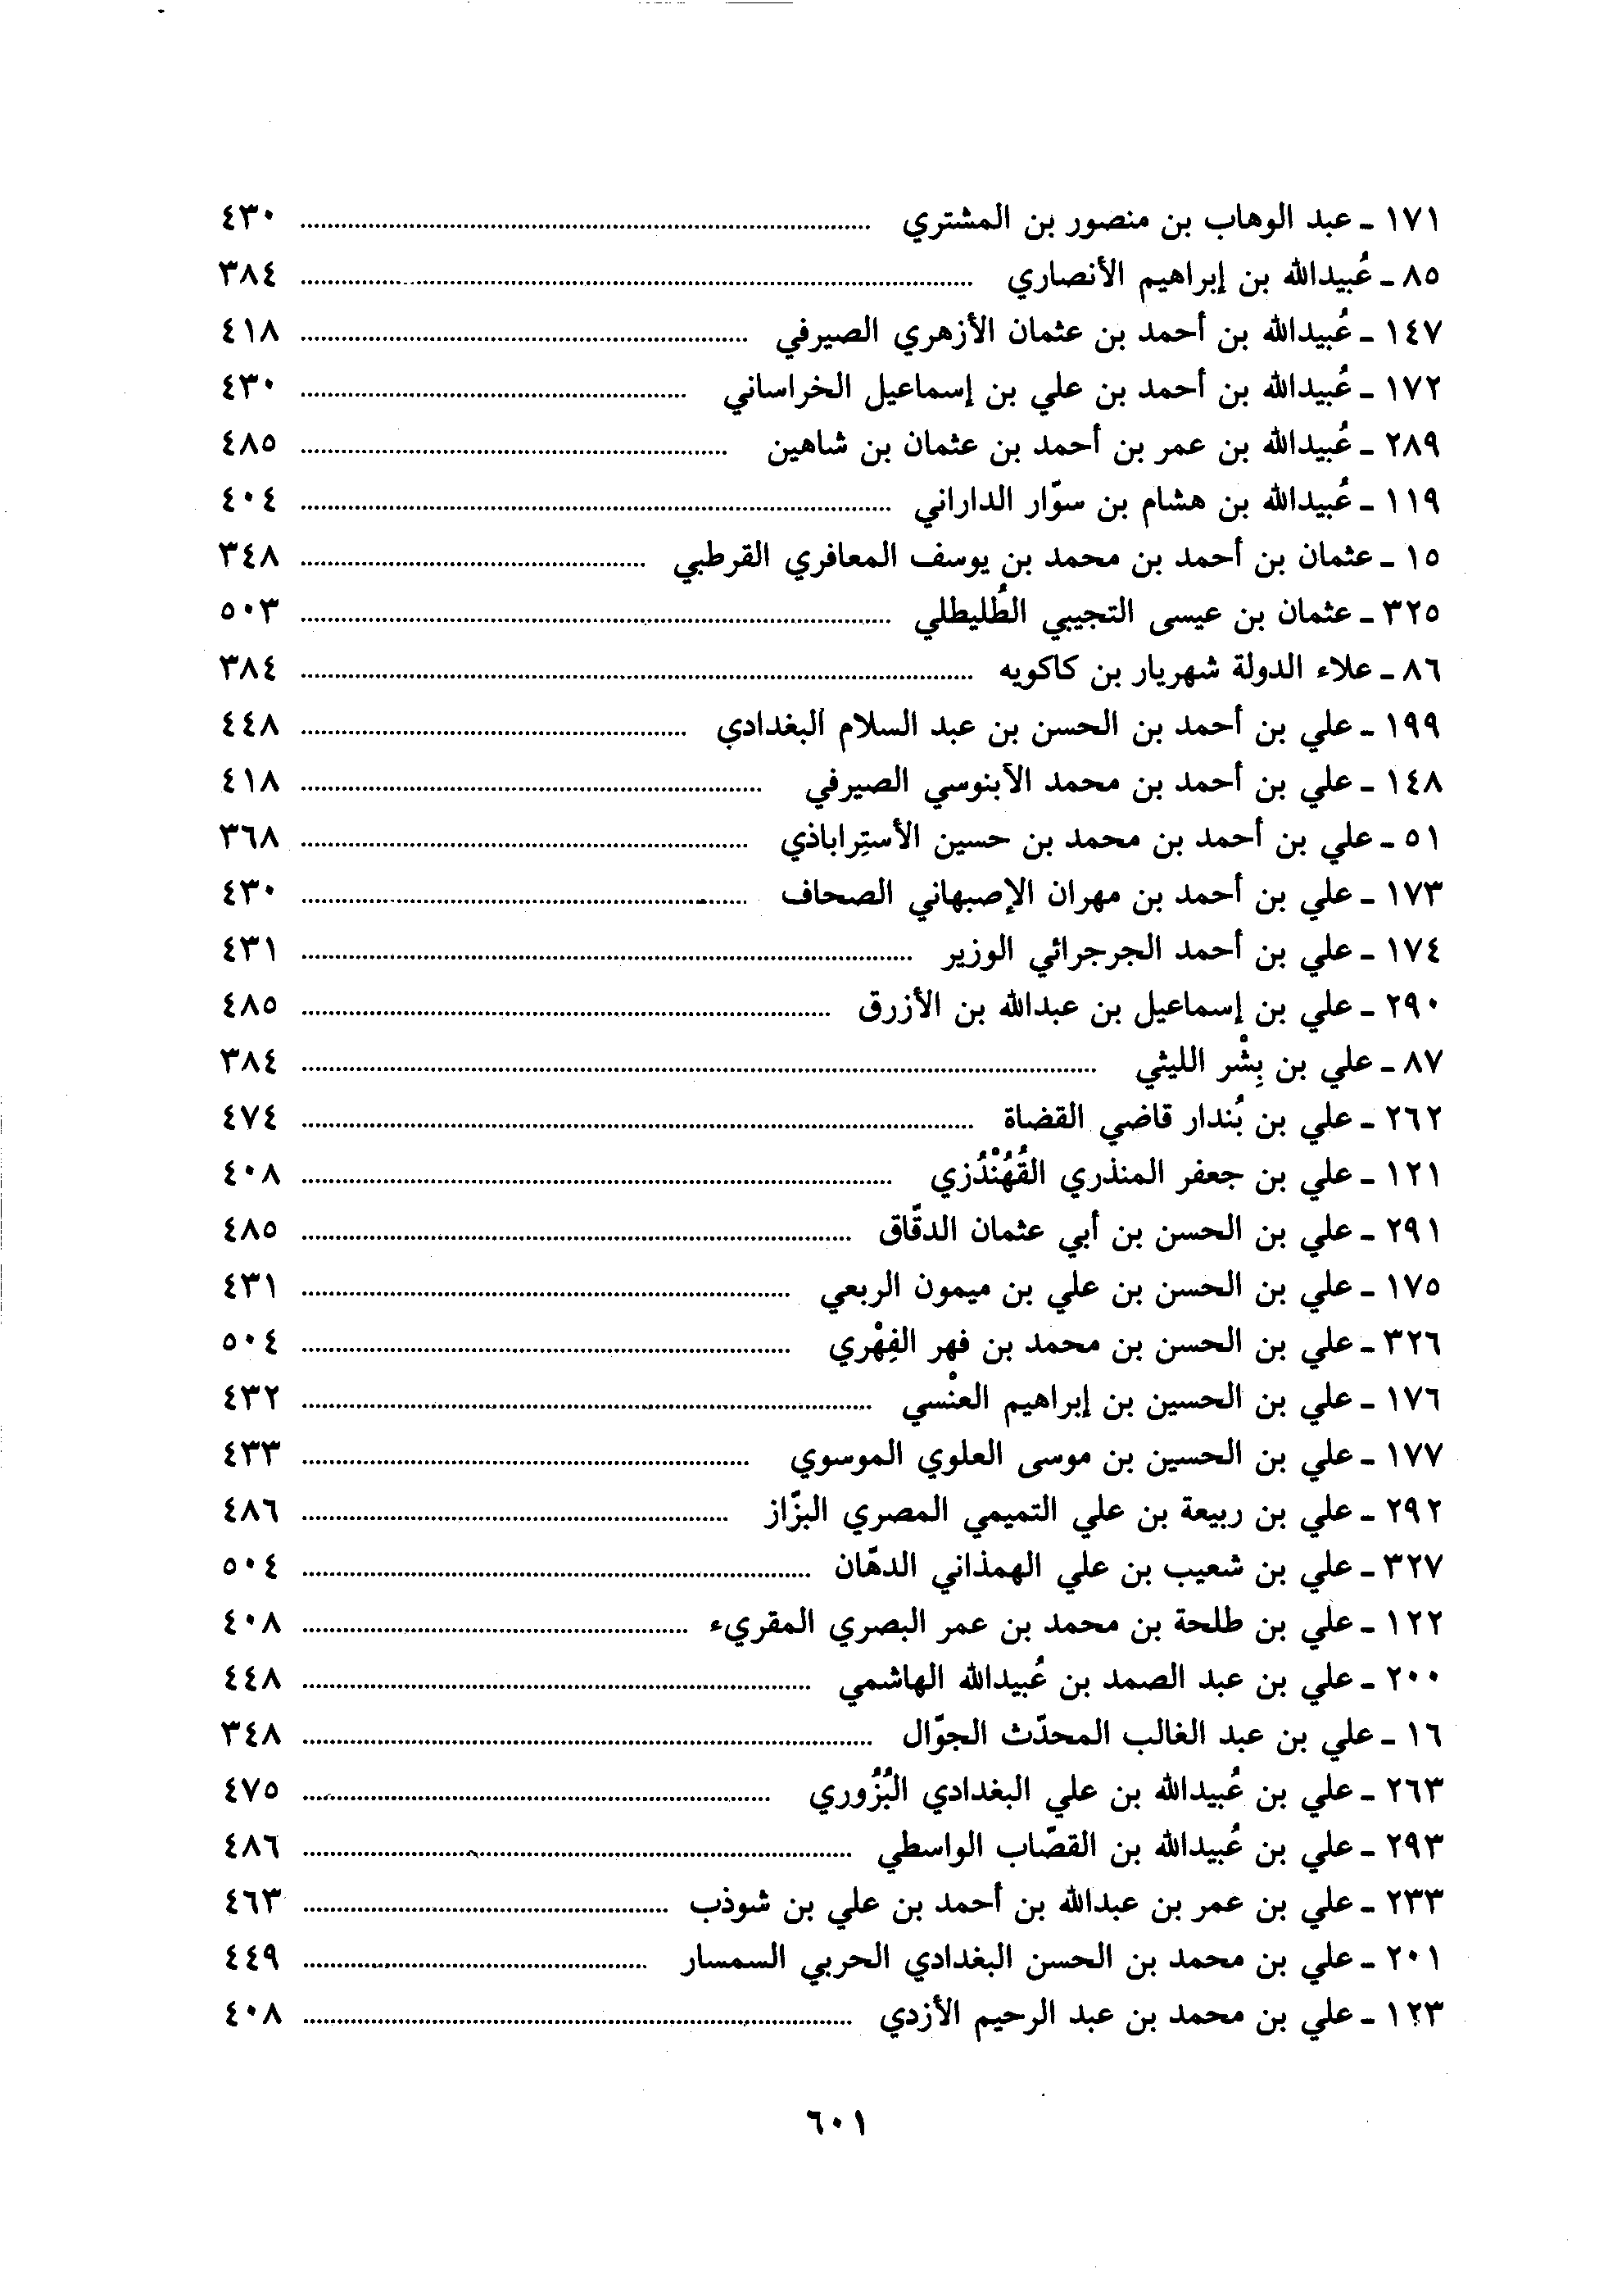 ١٧١ ـ عبد الوهاب بن منصور بن المشتري ........ ٤٣٠
٨٥ ـ عُبيدالله بن إبراهيم الأنصاري ........ ٣٨٤
١٤٧ ـ عُبيدالله بن أحمد بن عثمان الأزهري الصيرفي ........ ٤١٨
١٧٢ ـ عُبيدالله بن أحمد بن علي بن إسماعيل الخراساني ........ ٤٣٠
٢٨٩ ـ عُبيدالله بن عمر بن أحمد بن عثمان بن شاهين ........ ٤٨٥
١١٩ ـ عُبيدالله بن هشام بن سوّار الداراني ........ ٤٠٤
١٥ ـ عثمان بن أحمد بن محمد بن يوسف المعافري القرطبي ........ ٣٤٨
٣٢٥ ـ عثمان بن عيسى التجيبي الطُليطلي ........ ٥٠٣
٨٦ ـ علاء الدولة شهريار بن كاكويه ........ ٣٨٤
١٩٩ ـ علي بن أحمد بن الحسن بن عبد السلام البغدادي ........ ٤٤٨
١٤٨ ـ علي بن أحمد بن محمد الآبنوسي الصيرفي ........ ٤١٨
٥١ ـ علي بن أحمد بن محمد بن حسين الأستِراباذي ........ ٣٦٨
١٧٣ ـ علي بن أحمد بن مهران الإصبهاني الصحاف ........ ٤٣٠
١٧٤ ـ علي بن أحمد الجرجرائي الوزير ........ ٤٣١
٢٩٠ ـ علي بن إسماعيل بن عبدالله بن الأزرق ........ ٤٨٥
٨٧ ـ علي بن بِشْر الليثي ........ ٣٨٤
٢٦٢ ـ علي بن بُندار قاضي القضاة ........ ٤٧٤
١٢١ ـ علي بن جعفر المنذري القُهُنْدُزي ........ ٤٠٨
٢٩١ ـ علي بن الحسن بن أبي عثمان الدقّاق ........ ٤٨٥
١٧٥ ـ علي بن الحسن بن علي بن ميمون الربعي ........ ٤٣١
٣٢٦ ـ علي بن الحسن بن محمد بن فهر الفِهْري ........ ٥٠٤
١٧٦ ـ علي بن الحسين بن إبراهيم العنْسي ........ ٤٣٢
١٧٧ ـ علي بن الحسين بن موسى العلوي الموسوي ........ ٤٣٣
٢٩٢ ـ علي بن ربيعة بن علي التميمي المصري البزّاز ........ ٤٨٦
٣٢٧ ـ علي بن شعيب بن علي الهمذاني الدهّان ........ ٥٠٤
١٢٢ ـ علي بن طلحة بن محمد بن عمر البصري المقريء ........ ٤٠٨
٢٠٠ ـ علي بن عبد الصمد بن عُبيدالله الهاشمي ........ ٤٤٨
١٦ ـ علي بن عبد الغالب المحدّث الجوّال ........ ٣٤٨
٢٦٣ ـ علي بن عُبيدالله بن علي البغدادي البُزُوري ........ ٤٧٥
٢٩٣ ـ علي بن عُبيدالله بن القصّاب الواسطي ........ ٤٨٦
٢٣٣ ـ علي بن عمر بن عبدالله بن أحمد بن علي بن شوذب ........ ٤٦٣
٢٠١ ـ علي بن محمد بن الحسن البغدادي الحربي السمسار ........ ٤٤٩
١٢٣ ـ علي بن محمد بن عبد الرحيم الأزدي ........ ٤٠٨
٦٠١